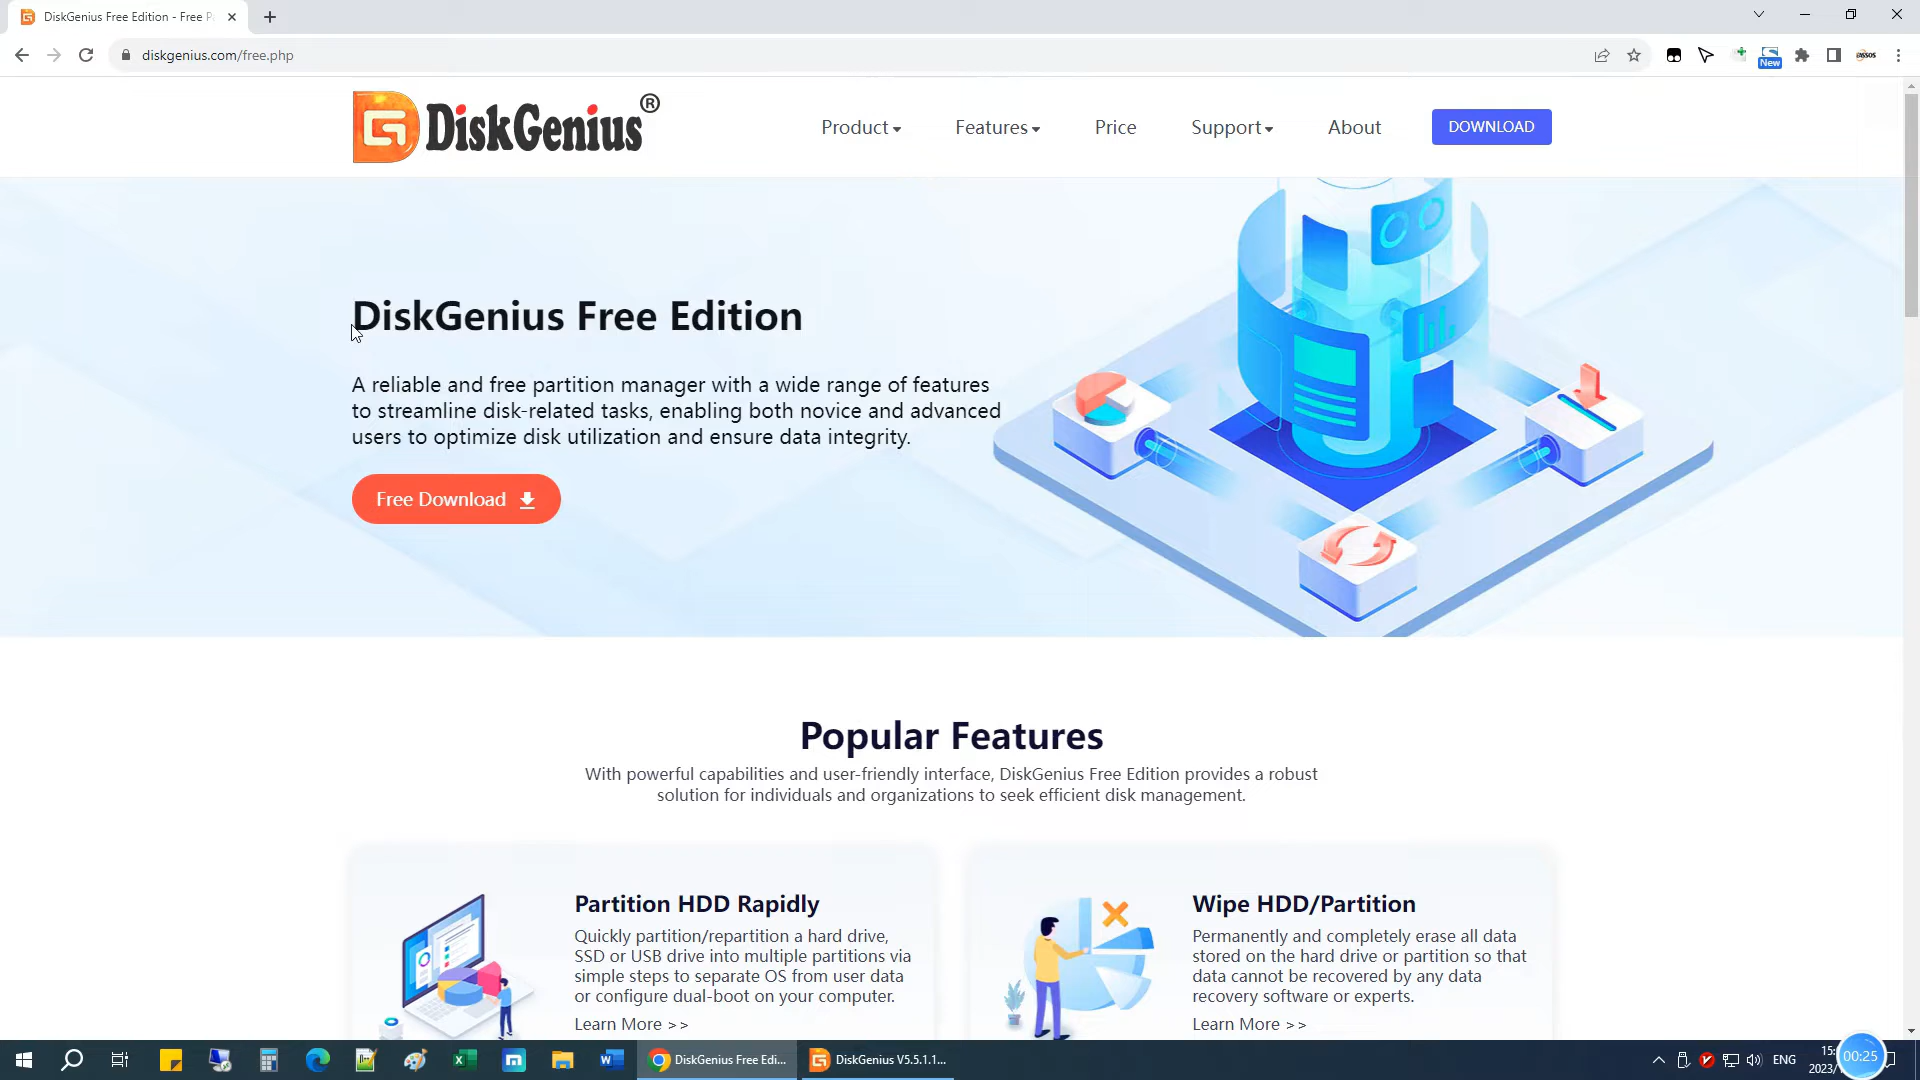 DiskGenius Free Edition - Free P
diskgenius.com/free.php
New
DiskGenius®
Product
Features
Price
Support
About
DOWNLOAD
DiskGenius Free Edition
A reliable and free partition manager with a wide range of features
to streamline disk-related tasks, enabling both novice and advanced
users to optimize disk utilization and ensure data integrity.
Free Download
Popular Features
With powerful capabilities and user-friendly interface, DiskGenius Free Edition provides a robust
solution for individuals and organizations to seek efficient disk management.
Partition HDD Rapidly
Quickly partition/repartition a hard drive,
SSD or USB drive into multiple partitions via
simple steps to separate OS from user data
or configure dual-boot on your computer.
Learn More >>
Wipe HDD/Partition
Permanently and completely erase all data
stored on the hard drive or partition so that
data cannot be recovered by any data
recovery software or experts.
Learn More >>
DiskGenius Free Edi...
DiskGenius V5.5.1.1...
ENG
15:
2023/
00:25